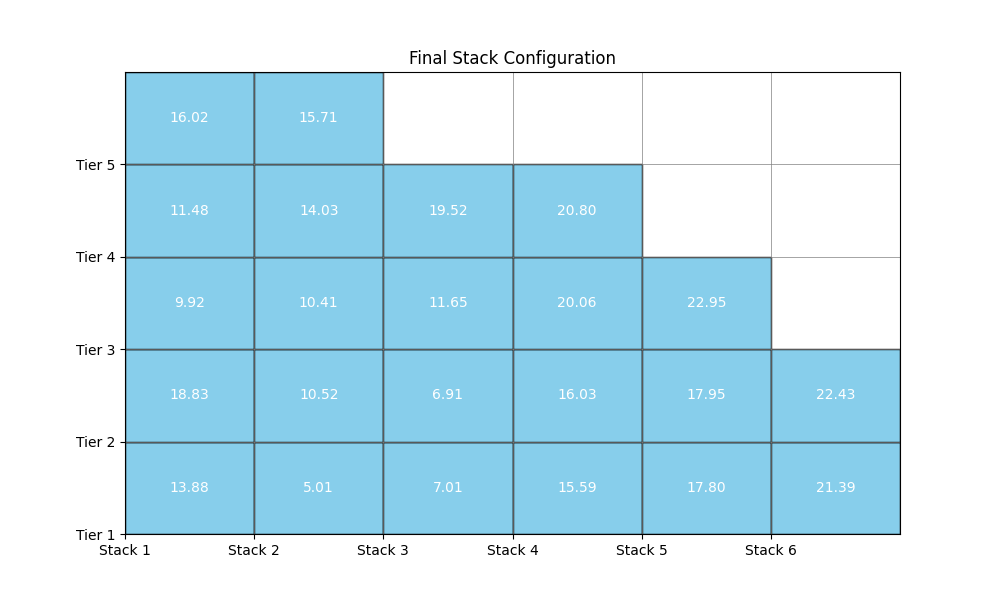 Final Stack Configuration
16.02 15.71
Tier 5
11.48 14.03 19.52 20.80
Tier 4
9.92 10.41 11.65 20.06 22.95
Tier 3
18.83 10.52 6.91 16.03 17.95 22.43
Tier 2
13.88 5.01 7.01 15.59 17.80 21.39
Tier 1
Stack 1 Stack 2 Stack 3 Stack 4 Stack 5 Stack 6